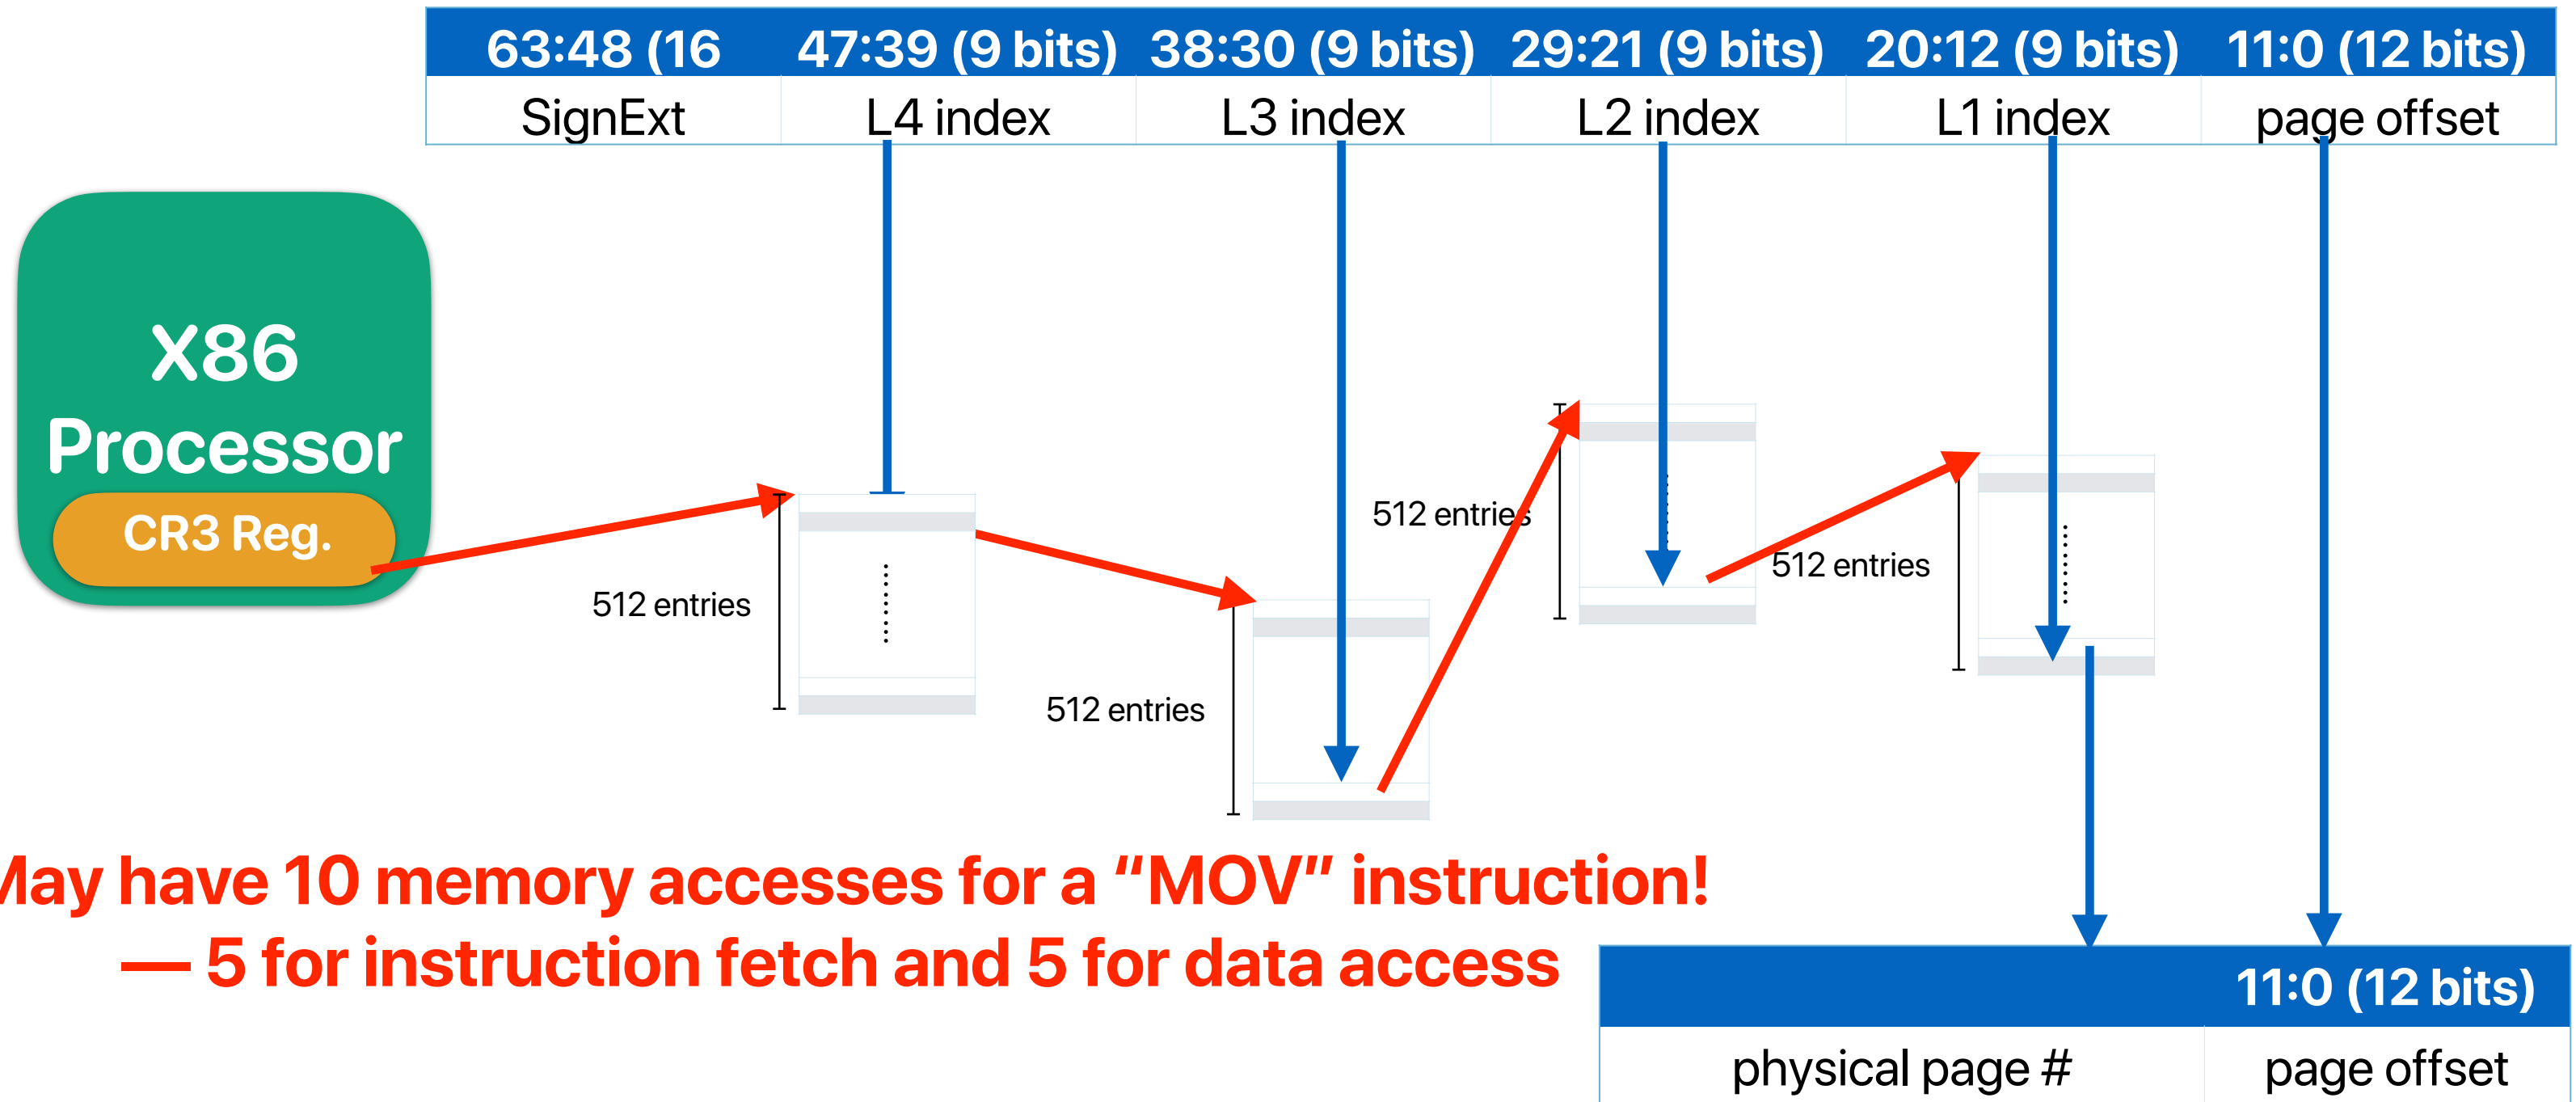 63:48 (16 47:39 (9 bits) 38:30 (9 bits) 29:21 (9 bits) 20:12 (9 bits) 11:0 (12 bits)
SignExt L4 index L3 index L2 index L1 index page offset
X86
Processor
CR3 Reg.
512 entries
512 entries
512 entries
512 entries
May have 10 memory accesses for a “MOV” instruction!
— 5 for instruction fetch and 5 for data access
11:0 (12 bits)
physical page # page offset